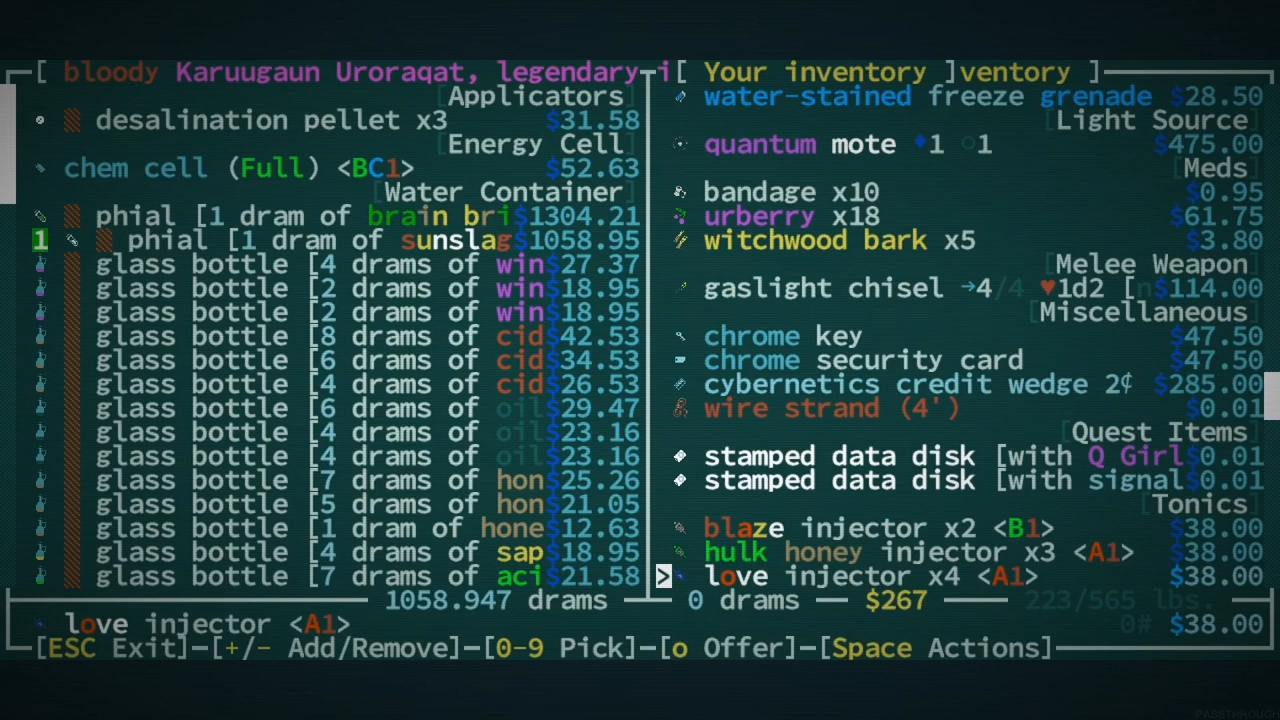 [ bloody Karuugaun Uroraqat, legendary i
[Applicators]
desalination pellet x3 $31.58
[Energy Cell]
chem cell (Full) <BC1> $52.63
[Water Container]
phial [1 dram of brain bri$1304.21
1 phial [1 dram of sunslag$1058.95
glass bottle [4 drams of win$27.37
glass bottle [2 drams of win$18.95
glass bottle [2 drams of win$18.95
glass bottle [8 drams of cid$42.53
glass bottle [6 drams of cid$34.53
glass bottle [4 drams of cid$26.53
glass bottle [6 drams of oil$29.47
glass bottle [4 drams of oil$23.16
glass bottle [4 drams of oil$23.16
glass bottle [7 drams of hon$25.26
glass bottle [5 drams of hon$21.05
glass bottle [1 dram of hone$12.63
glass bottle [4 drams of sap$18.95
glass bottle [7 drams of aci$21.58
[ Your inventory ]ventory ]
water-stained freeze grenade $28.50
[Light Source]
quantum mote ♦1 ○1 $475.00
[Meds]
bandage x10 $0.95
urberry x18 $61.75
witchwood bark x5 $3.80
[Melee Weapon]
gaslight chisel →4/4 ♥1d2 [n$114.00
[Miscellaneous]
chrome key $47.50
chrome security card $47.50
cybernetics credit wedge 2¢ $285.00
wire strand (4') $0.01
[Quest Items]
stamped data disk [with Q Girl$0.01
stamped data disk [with signal$0.01
[Tonics]
blaze injector x2 <B1> $38.00
hulk honey injector x3 <A1> $38.00
> love injector x4 <A1> $38.00
1058.947 drams 0 drams $267 223/565 lbs.
love injector <A1> 0# $38.00
[ESC Exit]—[+/- Add/Remove]—[0-9 Pick]—[o Offer]—[Space Actions]